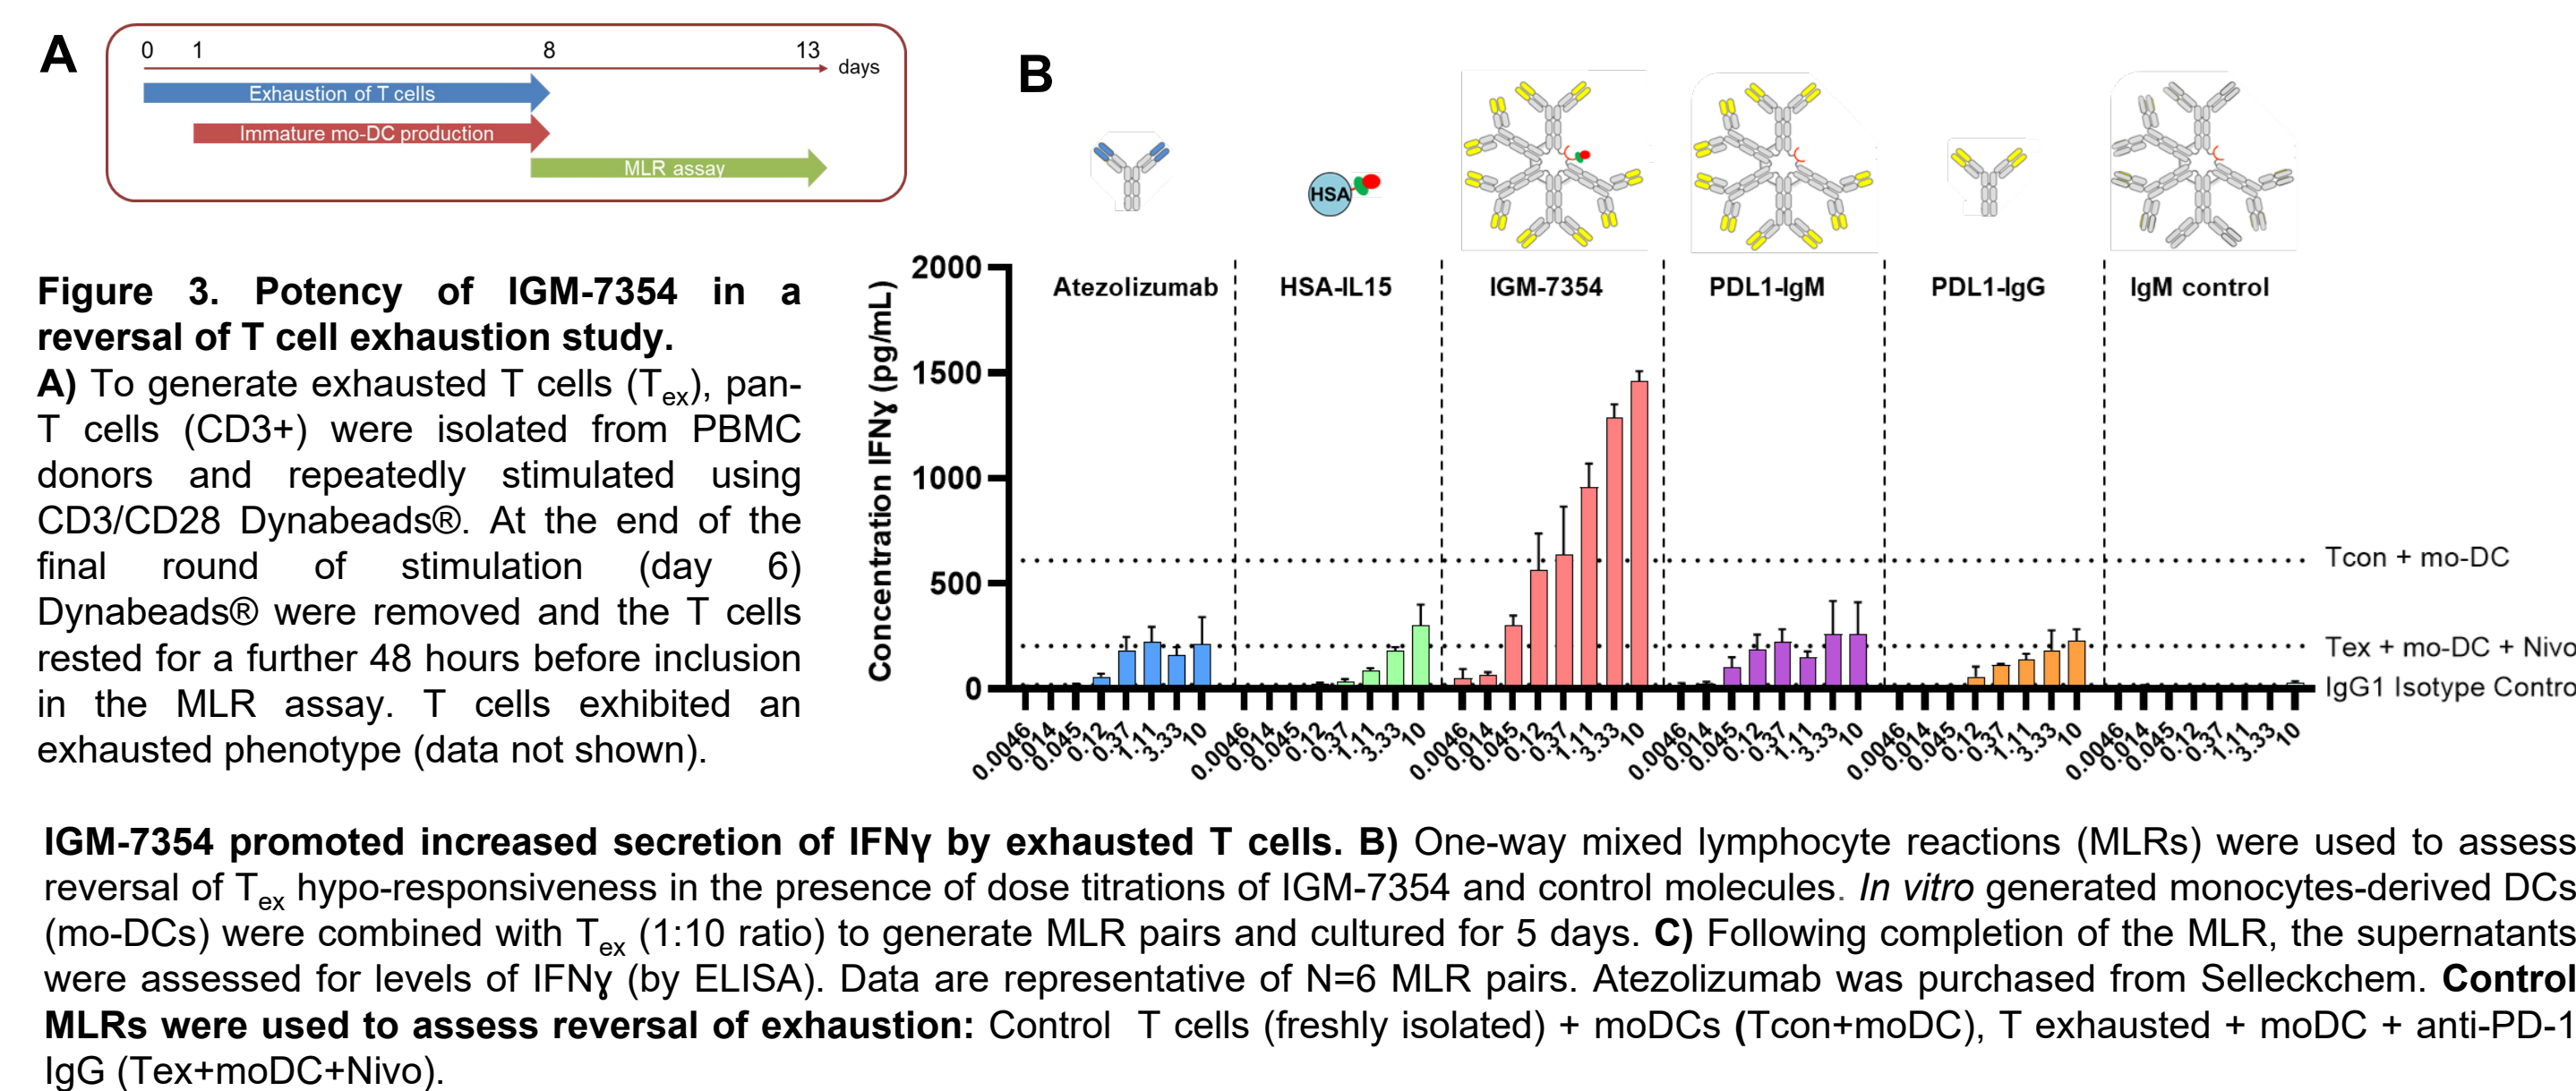 A
0 1 8 13
days
Exhaustion of T cells
Immature mo-DC production
MLR assay
Figure 3. Potency of IGM-7354 in a
reversal of T cell exhaustion study.
A) To generate exhausted T cells (Tex), pan-
T cells (CD3+) were isolated from PBMC
donors and repeatedly stimulated using
CD3/CD28 Dynabeads®. At the end of the
final round of stimulation (day 6)
Dynabeads® were removed and the T cells
rested for a further 48 hours before inclusion
in the MLR assay. T cells exhibited an
exhausted phenotype (data not shown).
B
HSA
Atezolizumab HSA-IL15 IGM-7354 PDL1-IgM PDL1-IgG IgM control
Concentration IFNɣ (pg/mL)
2000
1500
1000
500
0
Tcon + mo-DC
Tex + mo-DC + Nivo
IgG1 Isotype Contro
0.0046 0.014 0.045 0.12 0.37 1.11 3.33 10 0.0046 0.014 0.045 0.12 0.37 1.11 3.33 10 0.0046 0.014 0.045 0.12 0.37 1.11 3.33 10 0.0046 0.014 0.045 0.12 0.37 1.11 3.33 10 0.0046 0.014 0.045 0.12 0.37 1.11 3.33 10 0.0046 0.014 0.045 0.12 0.37 1.11 3.33 10
IGM-7354 promoted increased secretion of IFNγ by exhausted T cells. B) One-way mixed lymphocyte reactions (MLRs) were used to assess
reversal of Tex hypo-responsiveness in the presence of dose titrations of IGM-7354 and control molecules. In vitro generated monocytes-derived DCs
(mo-DCs) were combined with Tex (1:10 ratio) to generate MLR pairs and cultured for 5 days. C) Following completion of the MLR, the supernatants
were assessed for levels of IFNɣ (by ELISA). Data are representative of N=6 MLR pairs. Atezolizumab was purchased from Selleckchem. Control
MLRs were used to assess reversal of exhaustion: Control T cells (freshly isolated) + moDCs (Tcon+moDC), T exhausted + moDC + anti-PD-1
IgG (Tex+moDC+Nivo).